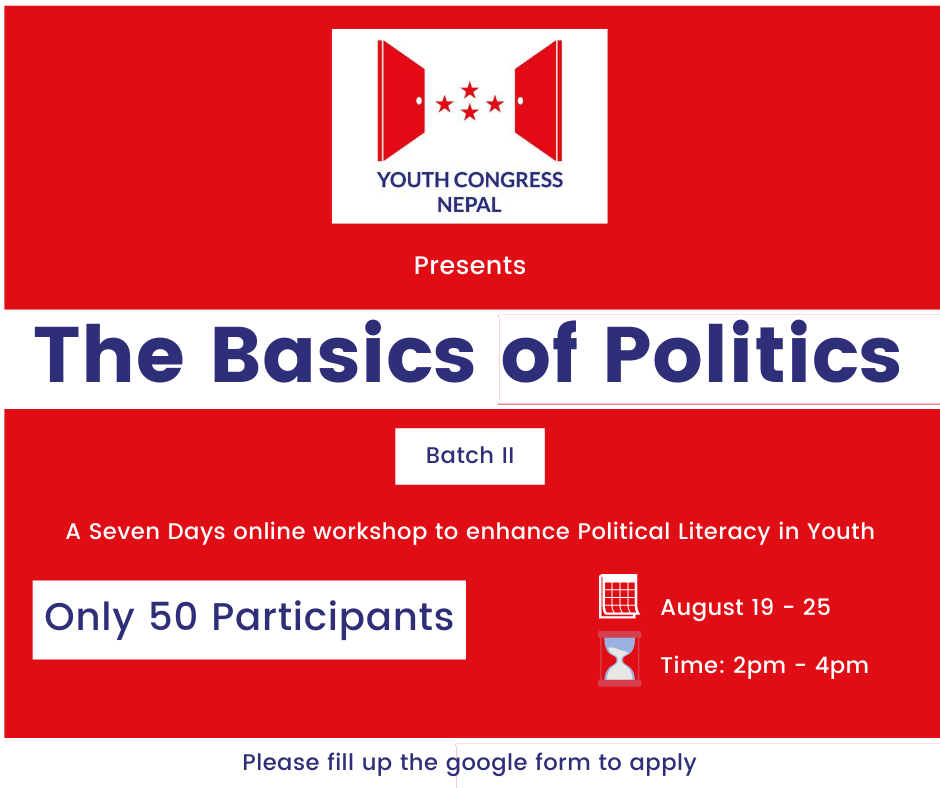 YOUTH CONGRESS
NEPAL
Presents
The Basics of Politics
Batch II
A Seven Days online workshop to enhance Political Literacy in Youth
Only 50 Participants
August 19 - 25
Time: 2pm - 4pm
Please fill up the google form to apply